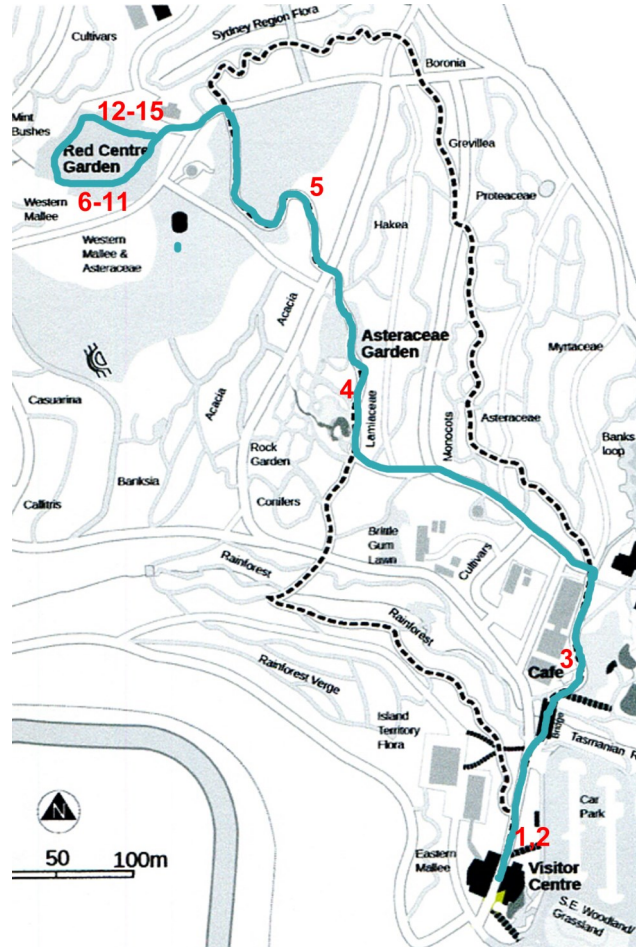 Cultivars
Sydney Region Flora
Boronia
12-15
Mint
Bushes
Red Centre
Garden
Grevillea
6-11
5
Western
Mallee
Proteaceae
Hakea
Western
Mallee &
Asteraceae
Acacia
Asteraceae
Garden
Myrtaceae
4
Casuarina
Acacia
Lamiaceae
Monocots
Asteraceae
Banks
loop
Rock
Garden
Banksia
Callitris
Conifers
Brittle
Gum
Lawn
Cultivars
Rainforest
Rainforest
3
Cafe
Rainforest Verge
Island
Territory
Flora
Bridge
Tasmanian R
N
Car
Park
50
100m
1,2
Eastern
Mallee
Visitor
Centre
S.E. Woodland/
Grassland